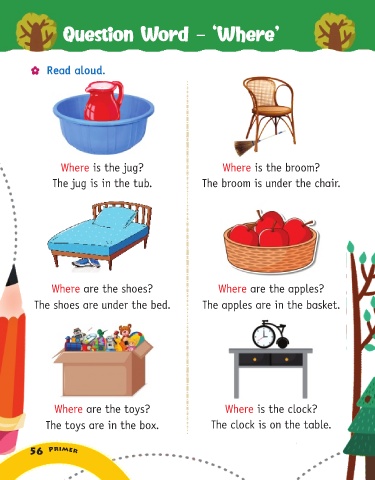 Question Word – ‘Where’
Read aloud.
Where is the jug?
The jug is in the tub.
Where is the broom?
The broom is under the chair.
Where are the shoes?
The shoes are under the bed.
Where are the apples?
The apples are in the basket.
Where are the toys?
The toys are in the box.
Where is the clock?
The clock is on the table.
56 PRIMER